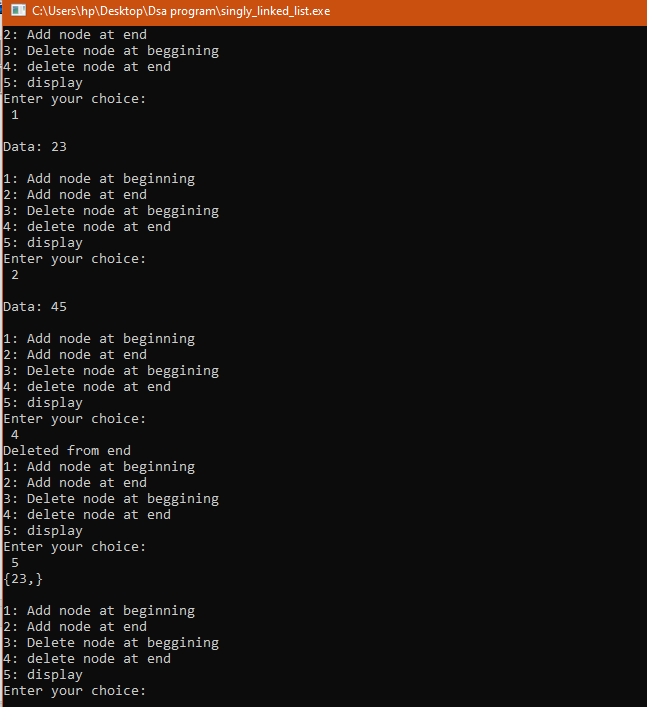 C:\Users\hp\Desktop\Dsa program\singly_linked_list.exe
2: Add node at end
3: Delete node at beggining
4: delete node at end
5: display
Enter your choice:
1
Data: 23
1: Add node at beginning
2: Add node at end
3: Delete node at beggining
4: delete node at end
5: display
Enter your choice:
2
Data: 45
1: Add node at beginning
2: Add node at end
3: Delete node at beggining
4: delete node at end
5: display
Enter your choice:
4
Deleted from end
1: Add node at beginning
2: Add node at end
3: Delete node at beggining
4: delete node at end
5: display
Enter your choice:
5
{23,}
1: Add node at beginning
2: Add node at end
3: Delete node at beggining
4: delete node at end
5: display
Enter your choice: